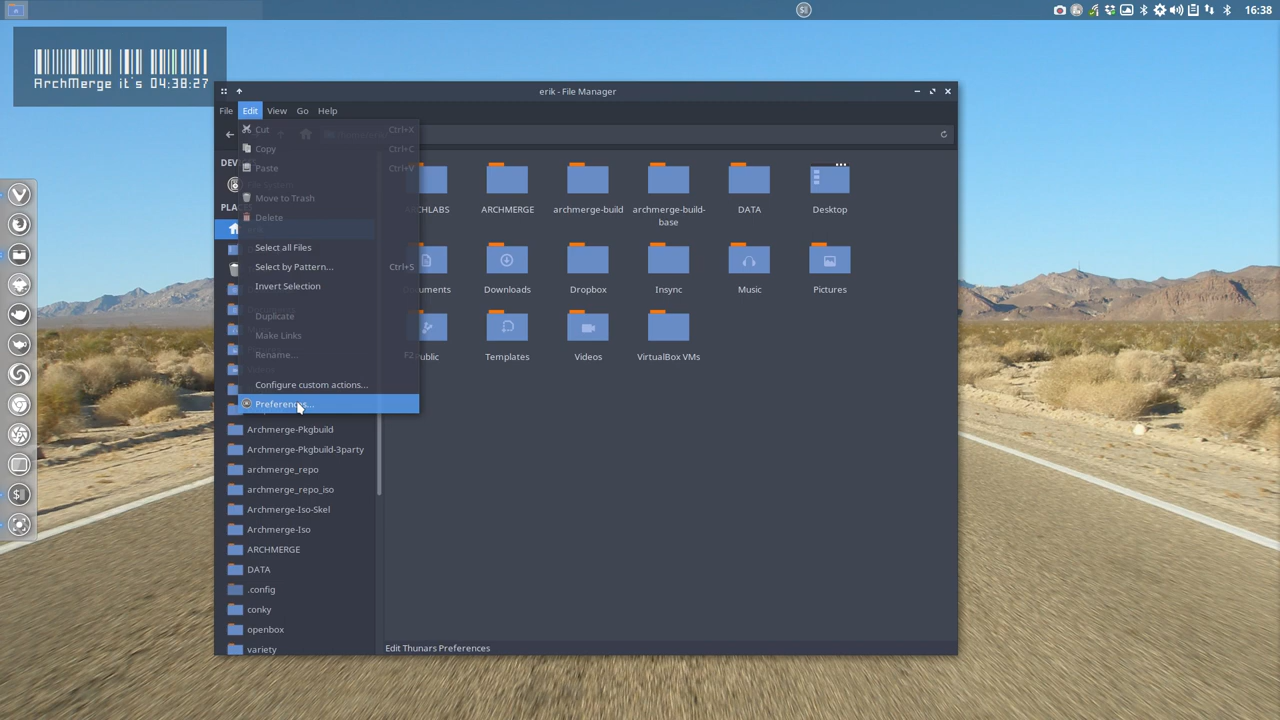 16:38
ArchMerge it's 04:38:27
erik - File Manager
File Edit View Go Help
Cut Ctrl+X
Copy Ctrl+C
Paste Ctrl+V
Move to Trash
Delete
Select all Files
Select by Pattern... Ctrl+S
Invert Selection
Duplicate
Make Links
Rename... F2
Configure custom actions...
Preferences...
Archmerge-Pkgbuild
Archmerge-Pkgbuild-3party
archmerge_repo
archmerge_repo_iso
Archmerge-Iso-Skel
Archmerge-Iso
ARCHMERGE
DATA
.config
conky
openbox
variety
ARCHMERGE
archmerge-build
archmerge-build-
base
DATA
Desktop
Downloads
Dropbox
Insync
Music
Pictures
Templates
Videos
VirtualBox VMs
Edit Thunars Preferences